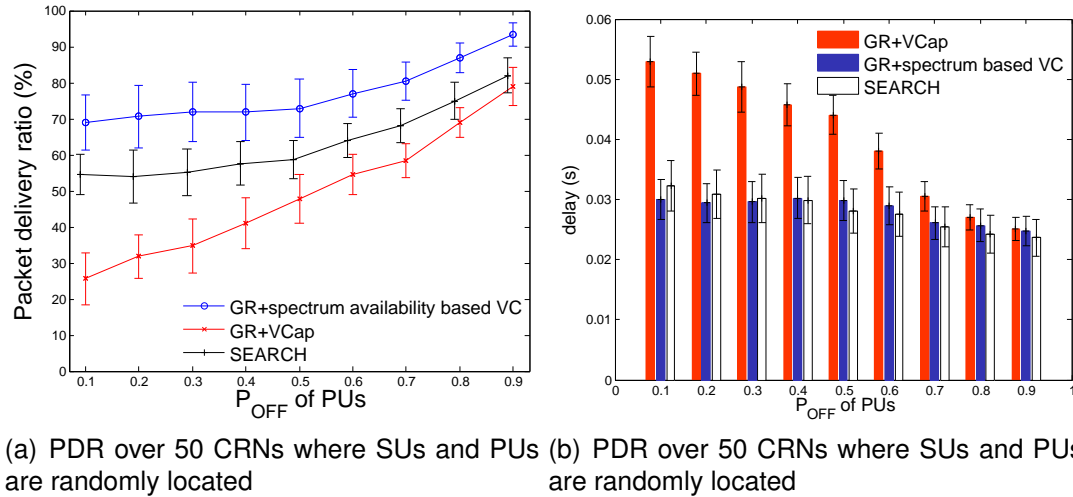 100
90
80
70
60
50
40
30
20
10
0
Packet delivery ratio (%)
GR+spectrum availability based VC
GR+VCap
SEARCH
0.1 0.2 0.3 0.4 0.5 0.6 0.7 0.8 0.9
P_OFF of PUs
(a) PDR over 50 CRNs where SUs and PUs
are randomly located
0.06
0.05
0.04
0.03
0.02
0.01
0
delay (s)
GR+VCap
GR+spectrum based VC
SEARCH
0 0.1 0.2 0.3 0.4 0.5 0.6 0.7 0.8 0.9 1
P_OFF of PUs
(b) PDR over 50 CRNs where SUs and PUs
are randomly located